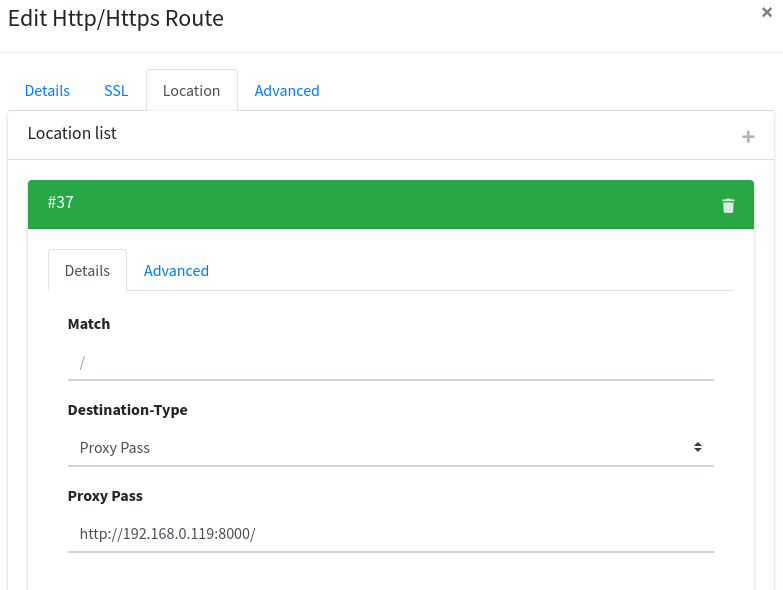 Edit Http/Https Route
×
Details SSL Location Advanced
Location list
+
#37
Details Advanced
Match
/
Destination-Type
Proxy Pass
Proxy Pass
http://192.168.0.119:8000/